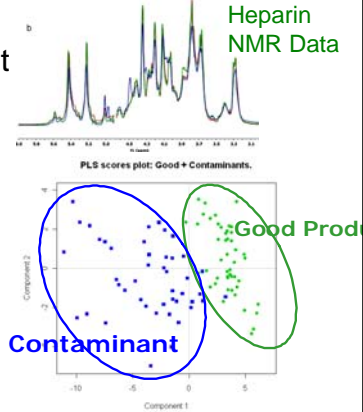 t
b
Heparin
NMR Data
PLS scores plot: Good + Contaminants.
Good Produ
Contaminant
Component 2
-10
-5
0
5
Component 1